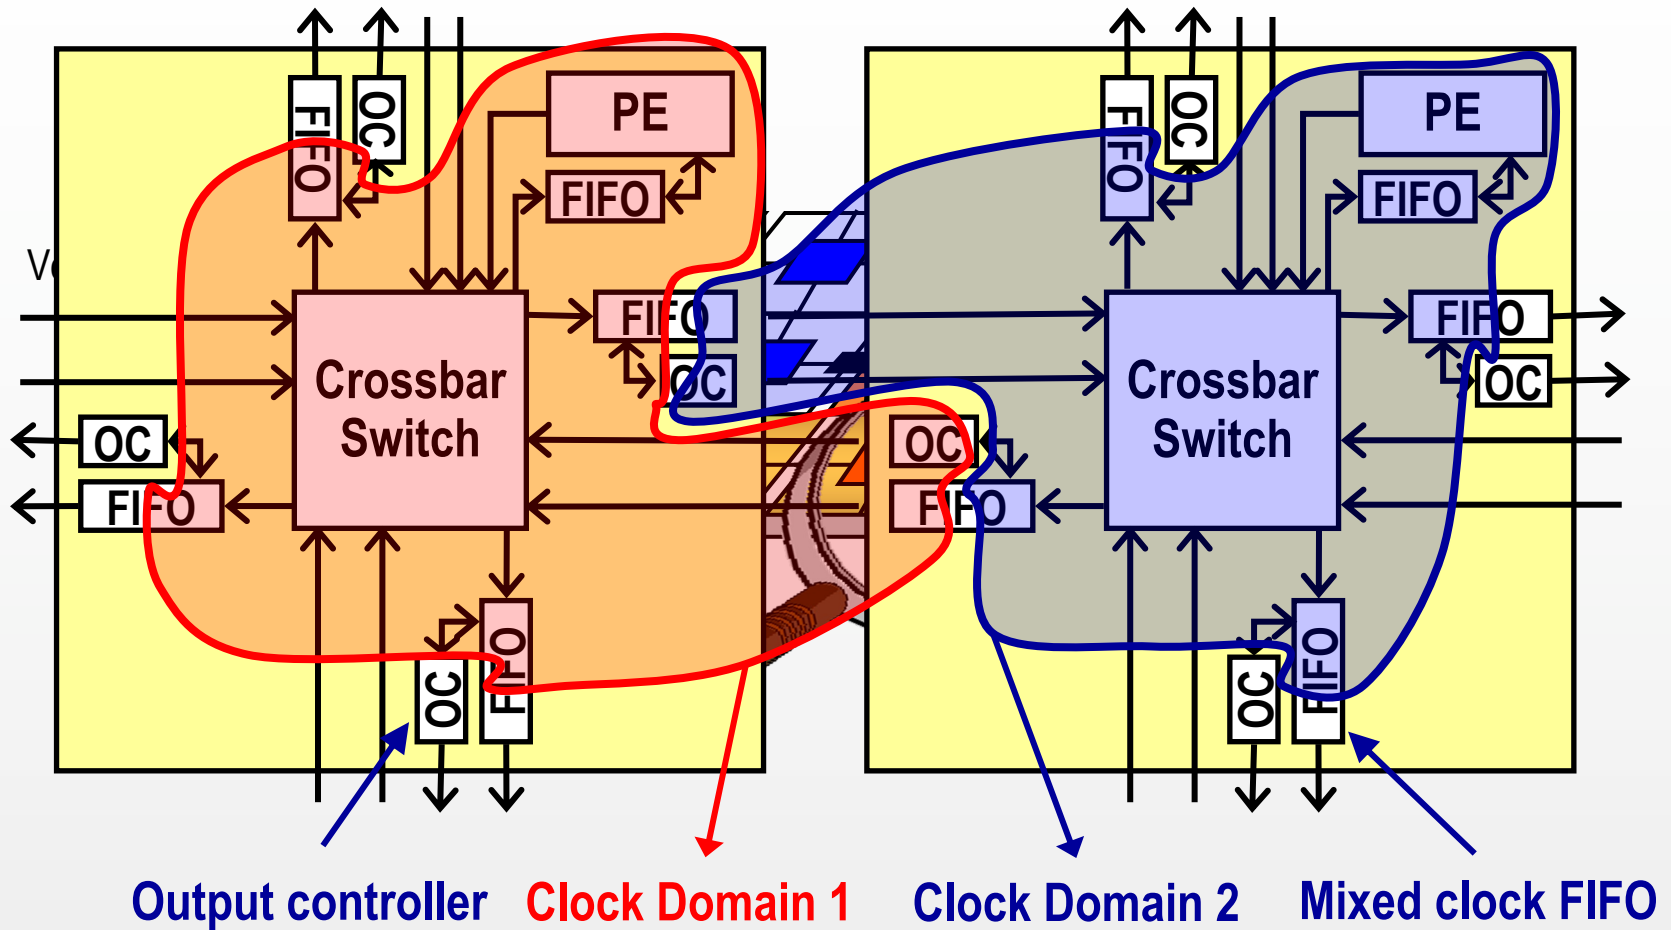 FIFO
OC
PE
FIFO
FIFO
OC
Crossbar
Switch
OC
FIFO
OC
FIFO
FIFO
OC
PE
FIFO
FIFO
OC
Crossbar
Switch
OC
FIFO
OC
FIFO
Output controller
Clock Domain 1
Clock Domain 2
Mixed clock FIFO